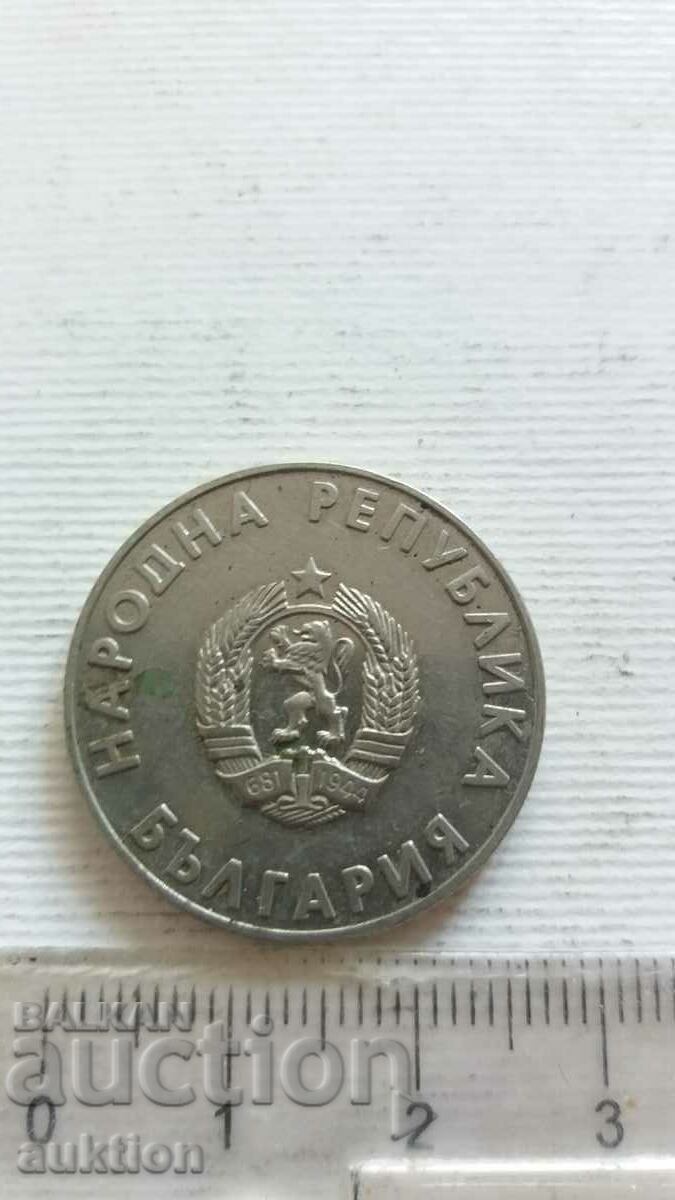 НАРОДНА РЕПУБЛИКА
БЪЛГАРИЯ
681 1944
BALKAN
auction
0 1 2 3
auktion